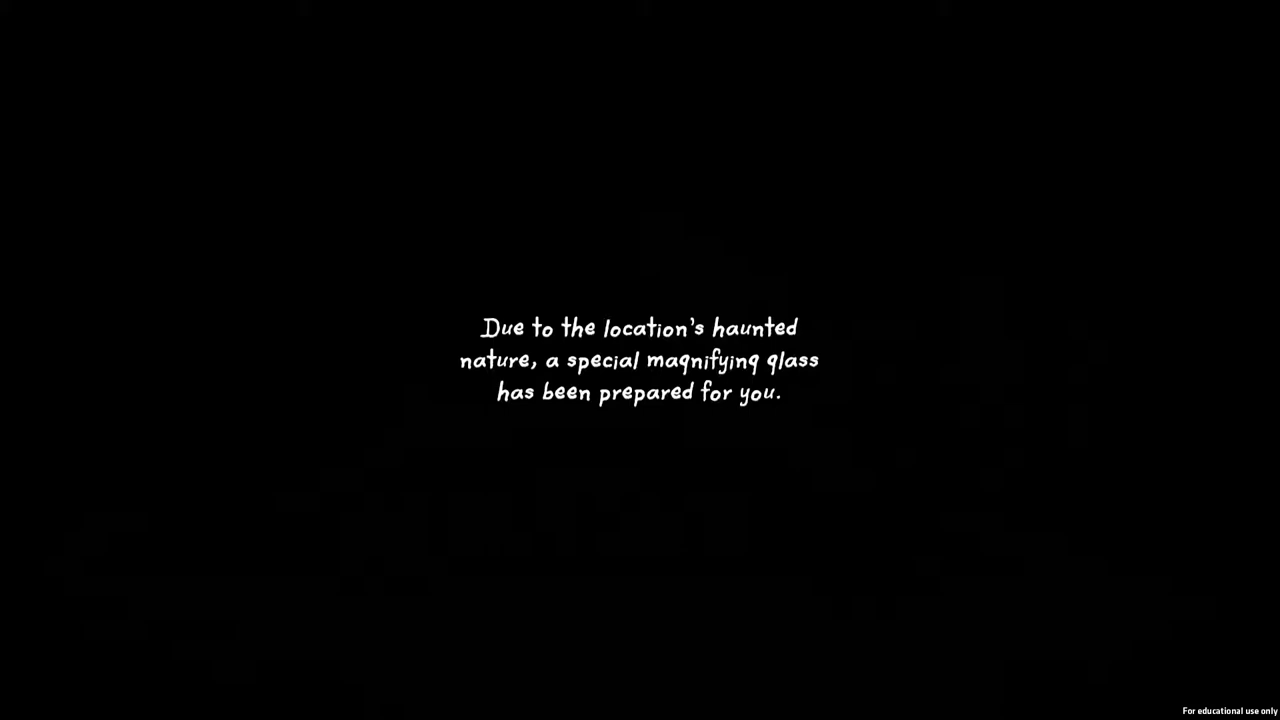 Due to the location's haunted
nature, a special magnifying glass
has been prepared for you.
For educational use only